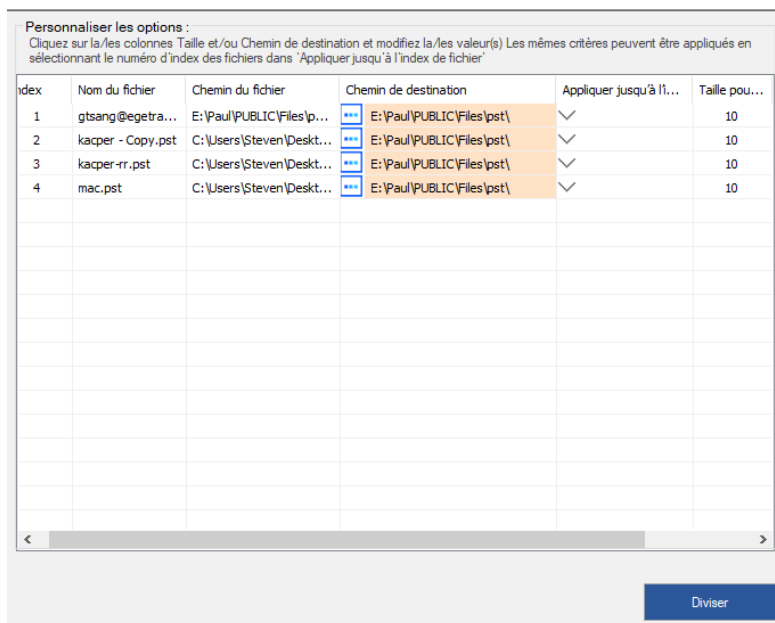 Personnaliser les options :
Cliquez sur la/les colonnes Taille et/ou Chemin de destination et modifiez la/les valeur(s) Les mêmes critères peuvent être appliqués en
sélectionnant le numéro d'index des fichiers dans 'Appliquer jusqu'à l'index de fichier'
ndex Nom du fichier Chemin du fichier Chemin de destination Appliquer jusqu'à l'i... Taille pou...
1 gtsang@egetra... E:\Paul\PUBLIC\Files\p... E:\Paul\PUBLIC\Files\pst\ 10
2 kacper - Copy.pst C:\Users\Steven\Deskt... E:\Paul\PUBLIC\Files\pst\ 10
3 kacper-rr.pst C:\Users\Steven\Deskt... E:\Paul\PUBLIC\Files\pst\ 10
4 mac.pst C:\Users\Steven\Deskt... E:\Paul\PUBLIC\Files\pst\ 10
Diviser